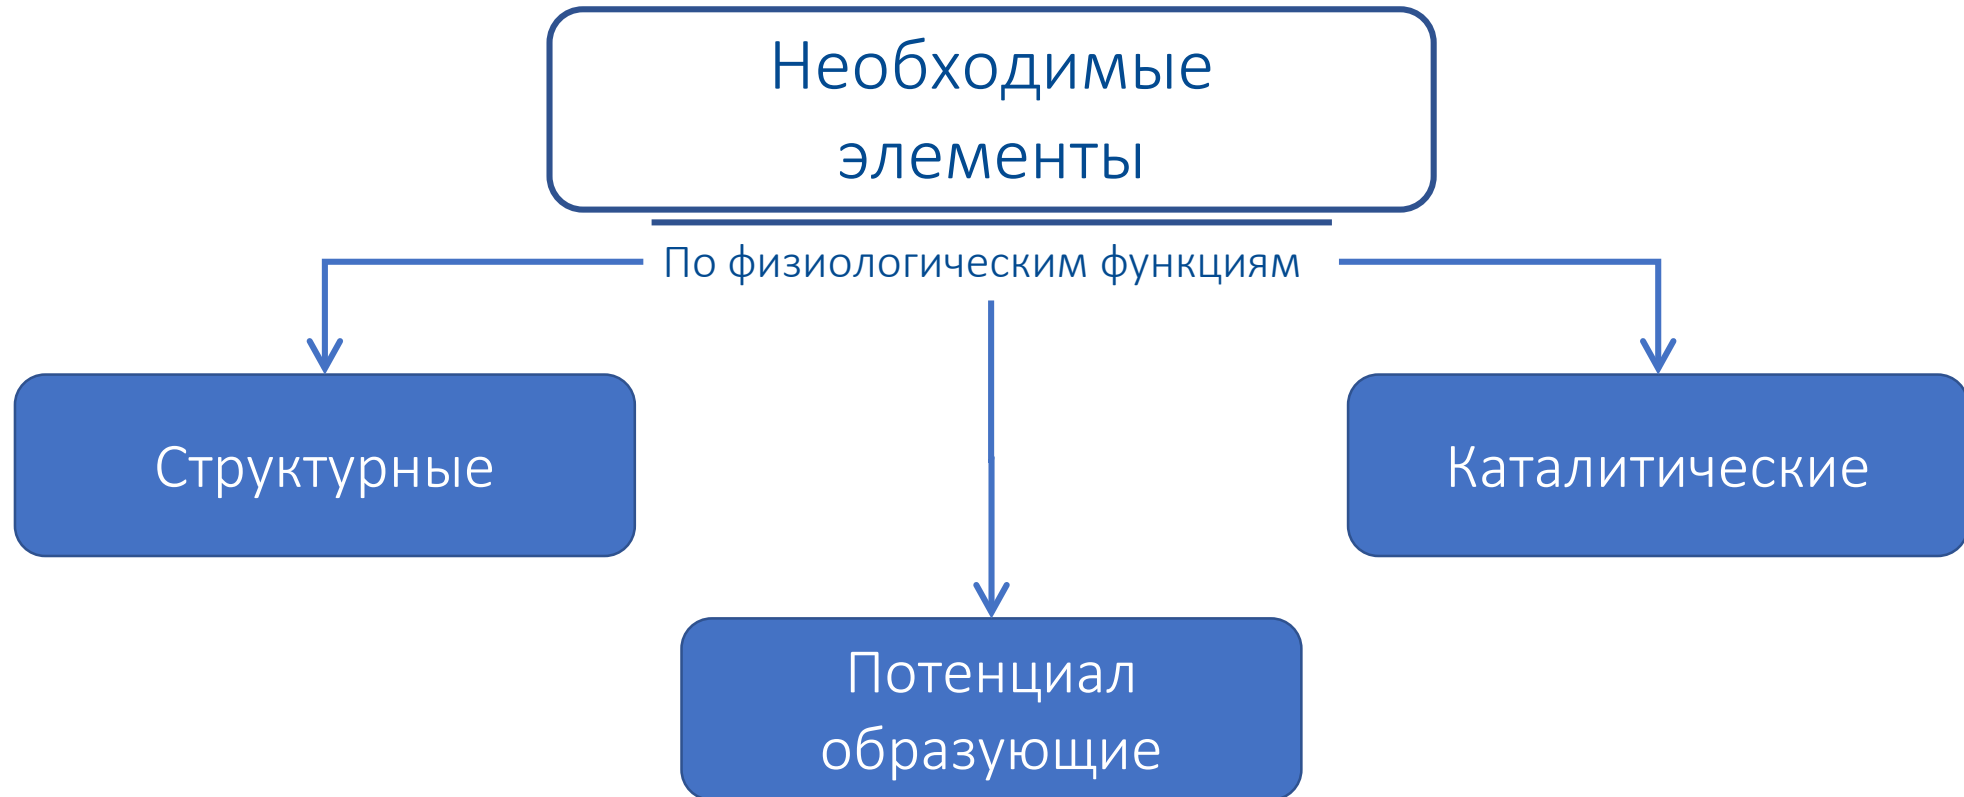 Необходимые
элементы
По физиологическим функциям
Структурные
Каталитические
Потенциал
образующие